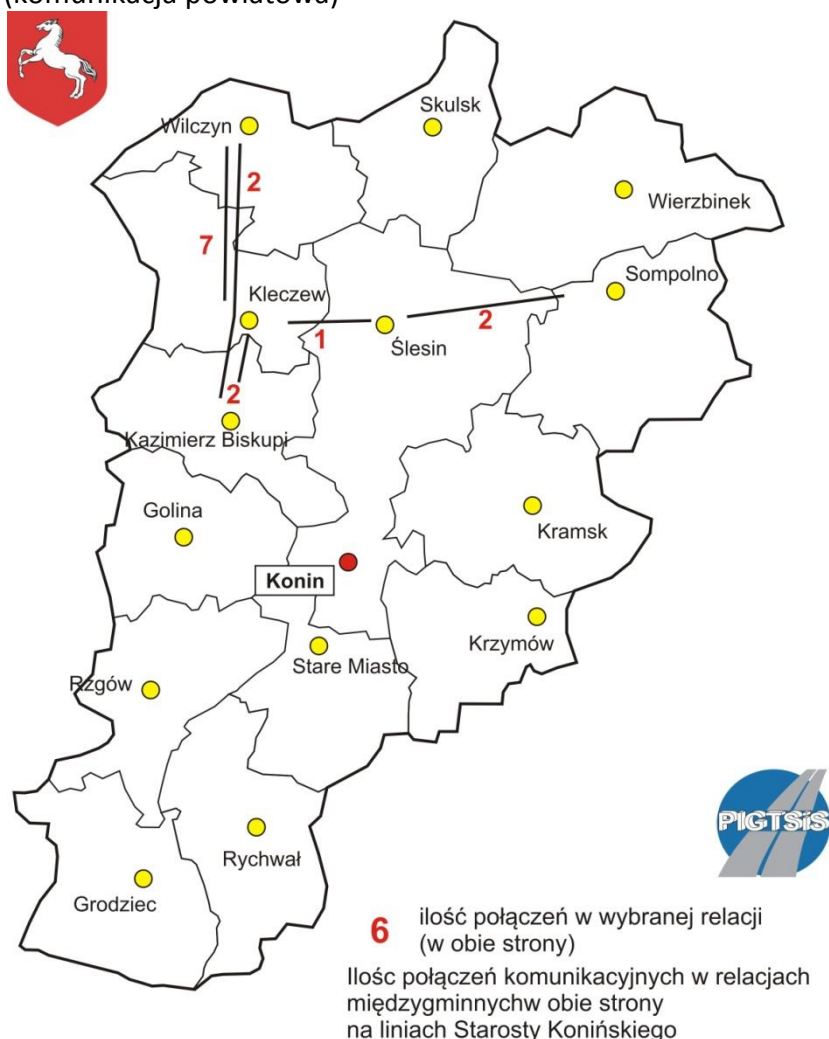 (komunikacja powiatowa)
Skulsk
Wilczyn
2
Wierzbinek
7
Sompolno
Kleczew
2
1
Ślesin
2
Kazimierz Biskupi
Golina
Kramsk
Konin
Krzymów
Stare Miasto
Rzgów
PIGTSiS
Rychwał
Grodziec
6 ilość połączeń w wybranej relacji
(w obie strony)
Ilośc połączeń komunikacyjnych w relacjach
międzygminnychw obie strony
na liniach Starosty Konińskiego